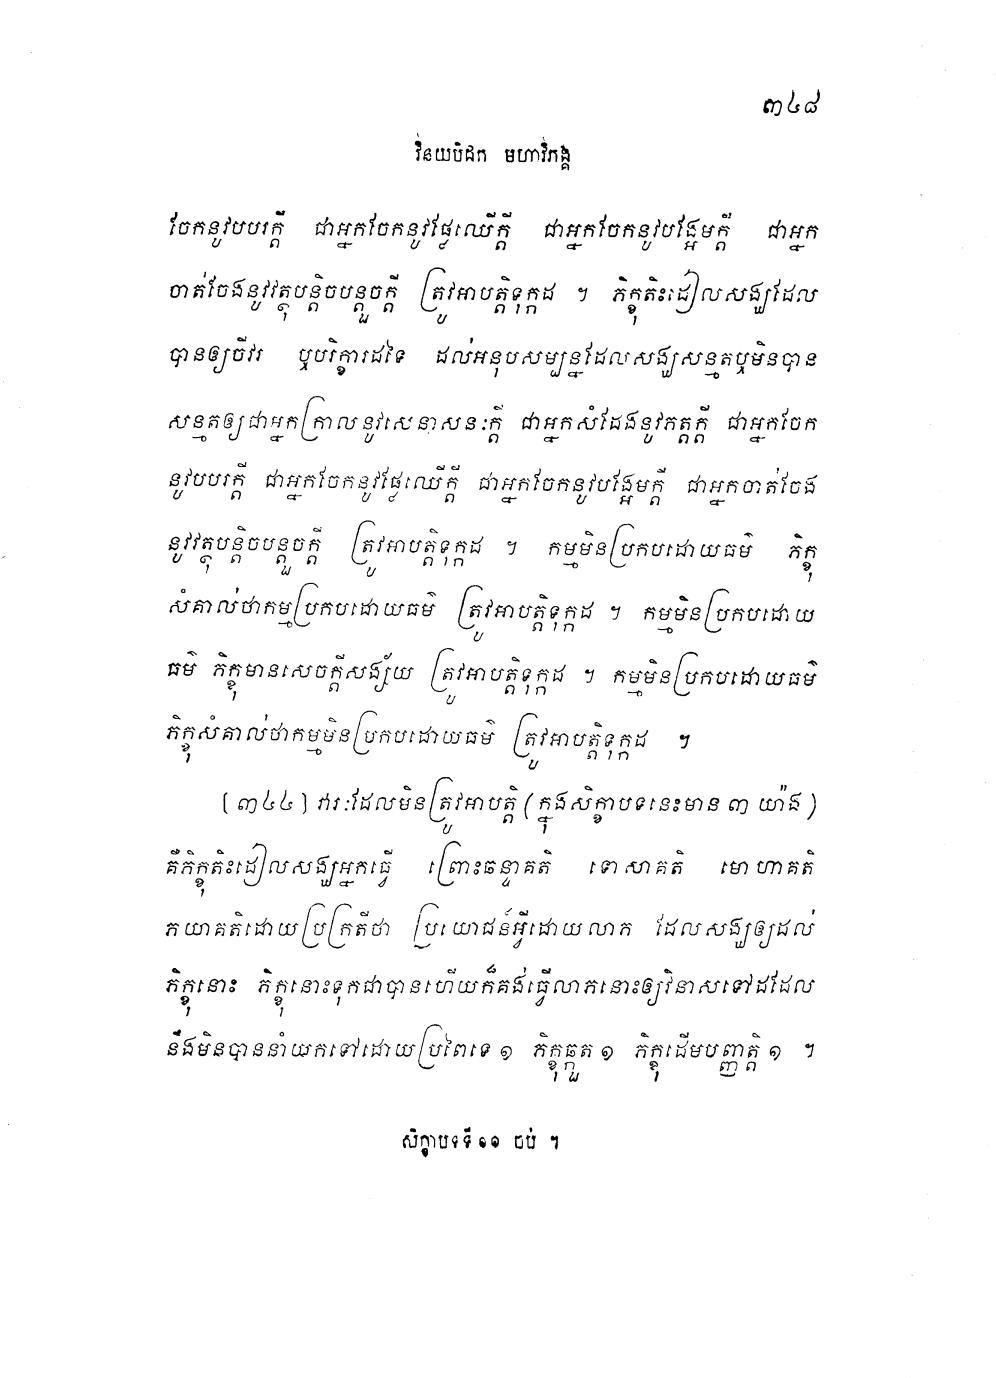 ៣៤៨
វិនយបិដក មហាវិភង្គ
ចែកនូវបបរក្តី ជាអ្នកចែកនូវផ្លែឈើក្តី ជាអ្នកចែកនូវបង្អែមក្តី ជាអ្នក
ចាត់ចែងនូវវត្ថុបន្តិចបន្តួចក្តី ត្រូវអាបត្តិទុក្កដ ។ ភិក្ខុតិះដៀលសង្ឃដែល
បានឲ្យចីវរ ឬបរិក្ខារដទៃ ដល់អនុបសម្បន្នដែលសង្ឃសន្មតឬមិនបាន
សន្មតឲ្យជាអ្នកក្រាលនូវសេនាសនៈក្តី ជាអ្នកសំដែងនូវភត្តក្តី ជាអ្នកចែក
នូវបបរក្តី ជាអ្នកចែកនូវផ្លែឈើក្តី ជាអ្នកចែកនូវបង្អែមក្តី ជាអ្នកចាត់ចែង
នូវវត្ថុបន្តិចបន្តួចក្តី ត្រូវអាបត្តិទុក្កដ ។ កម្មមិនប្រកបដោយធម៌ ភិក្ខុ
សំគាល់ថាកម្មប្រកបដោយធម៌ ត្រូវអាបត្តិទុក្កដ ។ កម្មមិនប្រកបដោយ
ធម៌ ភិក្ខុមានសេចក្តីសង្ស័យ ត្រូវអាបត្តិទុក្កដ ។ កម្មមិនប្រកបដោយធម៌
ភិក្ខុសំគាល់ថាកម្មមិនប្រកបដោយធម៌ ត្រូវអាបត្តិទុក្កដ ។
[៣៤៤] វារៈដែលមិនត្រូវអាបត្តិ (ក្នុងសិក្ខាបទនេះមាន ៣ យ៉ាង)
គឺភិក្ខុតិះដៀលសង្ឃអ្នកធ្វើ ព្រោះឆន្ទាគតិ ទោសាគតិ មោហាគតិ
ភយាគតិដោយប្រក្រតីថា ប្រយោជន៍អ្វីដោយលាភ ដែលសង្ឃឲ្យដល់
ភិក្ខុនោះ ភិក្ខុនោះទុកជាបានហើយក៏គង់ធ្វើលាភនោះឲ្យវិនាសទៅដដែល
នឹងមិនបាននាំយកទៅដោយប្រពៃទេ ១ ភិក្ខុឆ្កួត ១ ភិក្ខុដើមបញ្ញត្តិ ១ ។
សិក្ខាបទទី១១ ចប់ ។